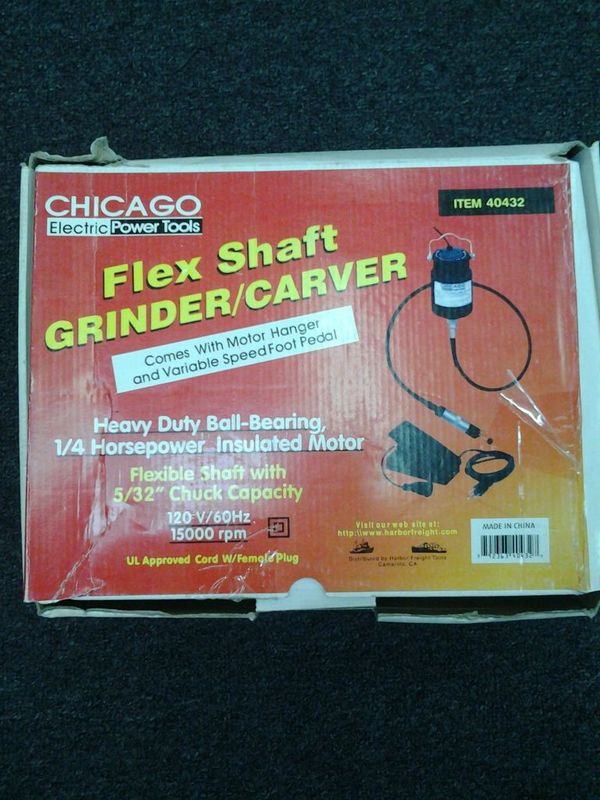 CHICAGO
Electric Power Tools
ITEM 40432
Flex Shaft
GRINDER/CARVER
Comes With Motor Hanger
and Variable Speed Foot Pedal
Heavy Duty Ball-Bearing,
1/4 Horsepower Insulated Motor
Flexible Shaft with
5/32" Chuck Capacity
120 V/60Hz
15000 rpm
UL Approved Cord W/Female Plug
Visit our web site at:
http://www.harborfreight.com
Distributed by Harbor Freight Tools
Camarillo, CA
MADE IN CHINA